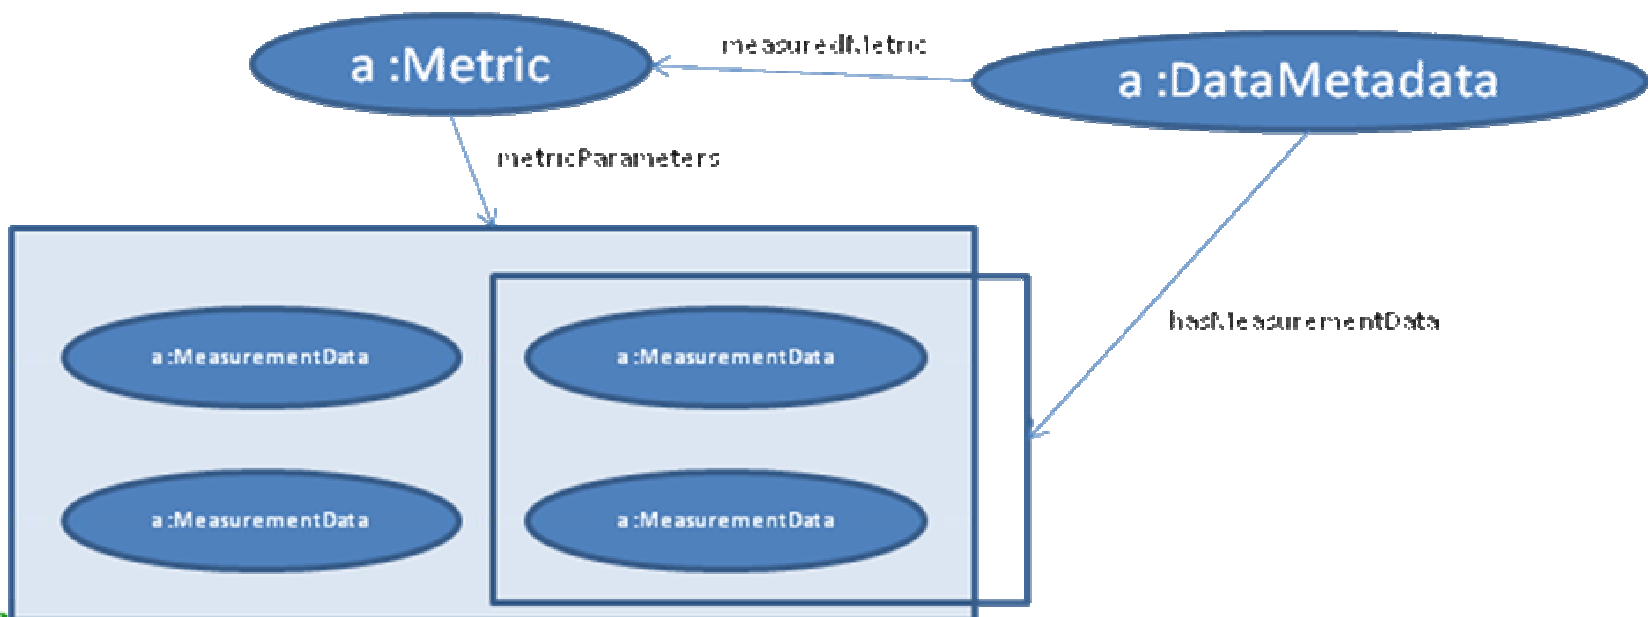 measuredMetric
a :Metric
a :DataMetadata
metricParameters
hasMeasurementData
a :MeasurementData
a :MeasurementData
a :MeasurementData
a :MeasurementData